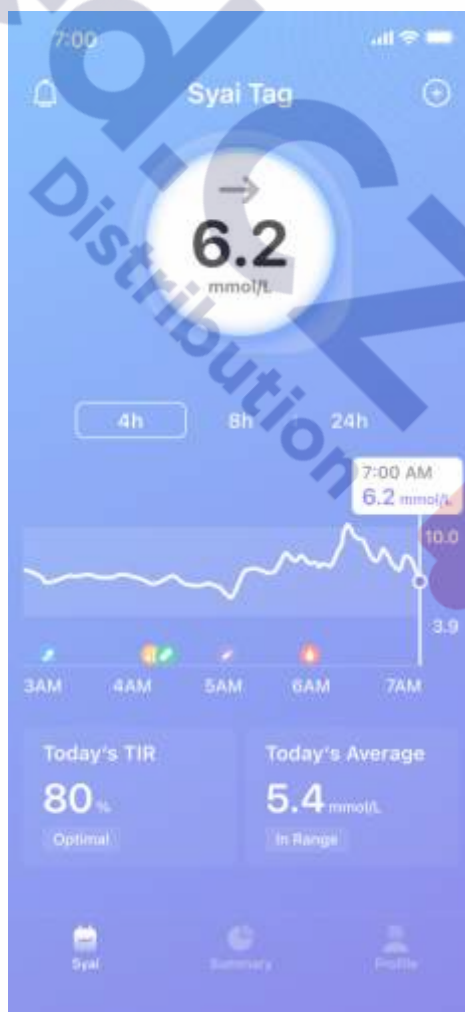 7:00
Syai Tag
6.2
mmol/L
4h 8h 24h
7:00 AM
6.2 mmol/L
10.0
3.9
3AM 4AM 5AM 6AM 7AM
Today's TIR
80 %
Optimal
Today's Average
5.4 mmol/L
In Range
Syai Summary Profile
d.cz
Distribution